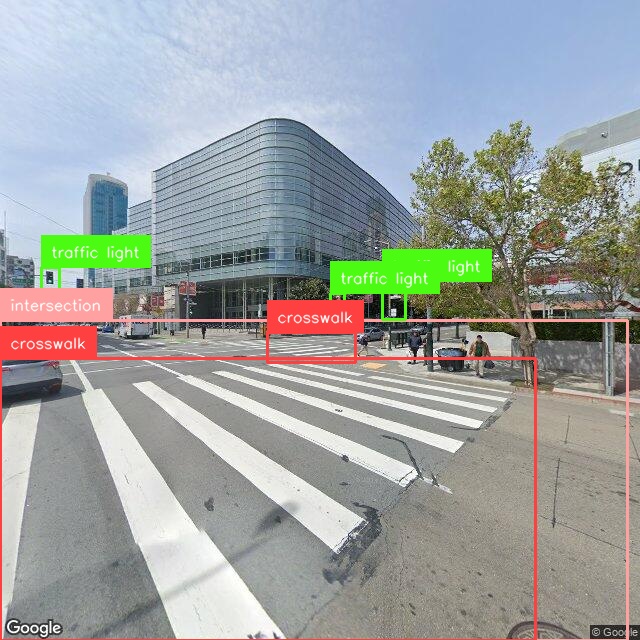 traffic light
traffic light
light
intersection
crosswalk
crosswalk
Google
© Google